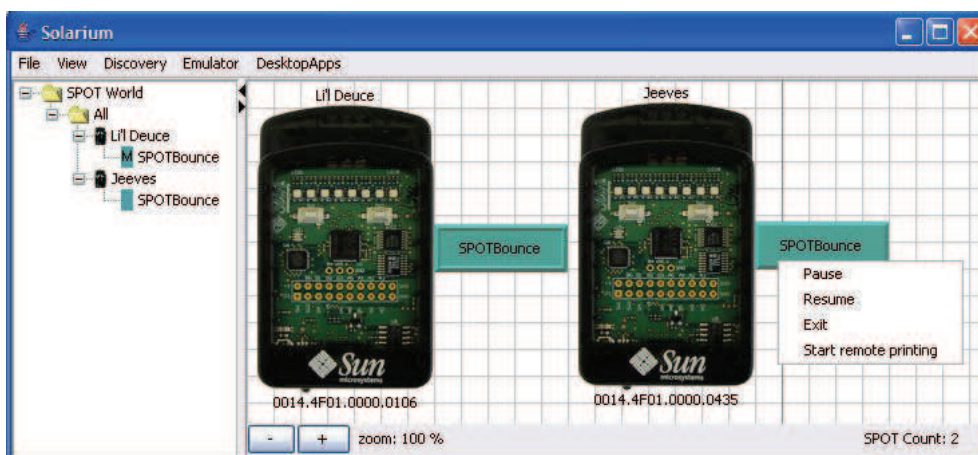 Solarium
File View Discovery Emulator DesktopApps
SPOT World
All
Li'l Deuce
M SPOTBounce
Jeeves
SPOTBounce
Li'l Deuce
Jeeves
SPOTBounce
SPOTBounce
Pause
Resume
Exit
Start remote printing
Sun
microsystems
Sun
microsystems
0014.4F01.0000.0106
0014.4F01.0000.0435
- + zoom: 100 %
SPOT Count: 2